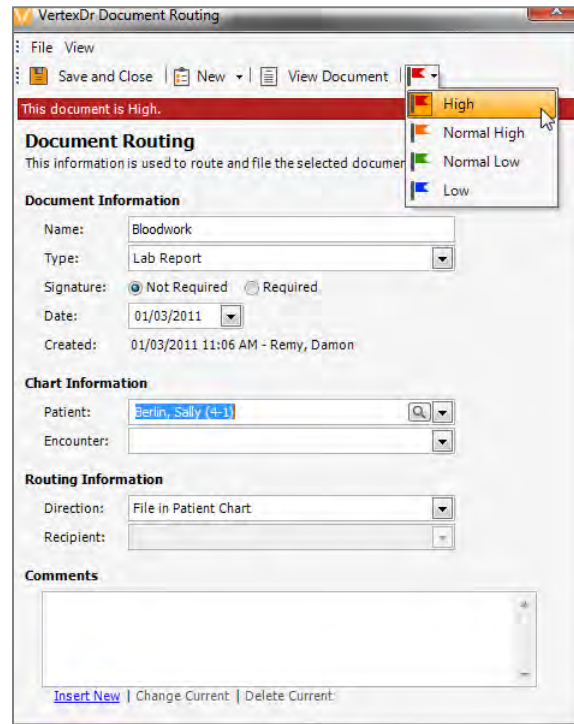 VertexDr Document Routing
File View
Save and Close New View Document
This document is High.
High
Normal High
Normal Low
Low
Document Routing
This information is used to route and file the selected documen
Document Information
Name: Bloodwork
Type: Lab Report
Signature: Not Required Required
Date: 01/03/2011
Created: 01/03/2011 11:06 AM - Remy, Damon
Chart Information
Patient: Berlin, Sally (4-1)
Encounter:
Routing Information
Direction: File in Patient Chart
Recipient:
Comments
Insert New | Change Current | Delete Current